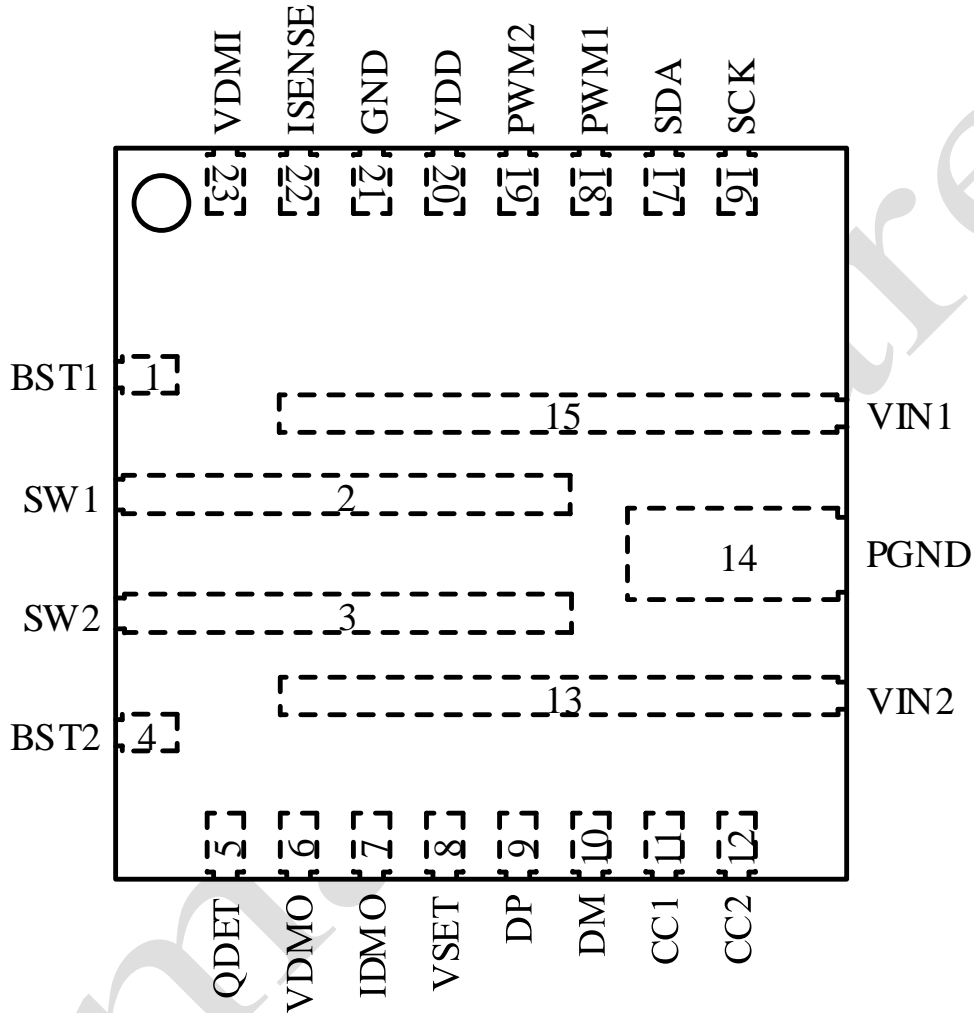 VDMI
ISENSE
GND
VDD
PWM2
PWM1
SDA
SCK
23
22
21
20
19
18
17
16
BST1
1
15
VIN1
SW1
2
14
PGND
SW2
3
13
VIN2
BST2
4
5
6
7
8
9
10
11
12
QDET
VDMO
IDMO
VSET
DP
DM
CC1
CC2